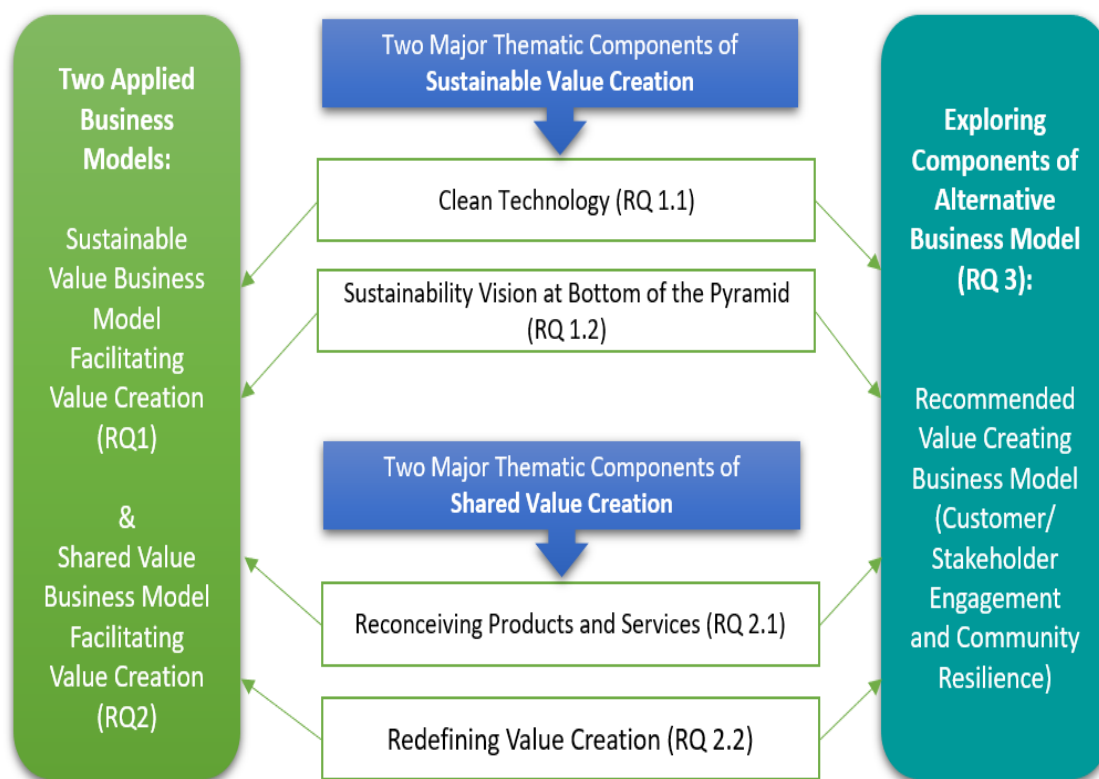 Two Applied
Business
Models:
Sustainable
Value Business
Model
Facilitating
Value Creation
(RQ1)
&
Shared Value
Business Model
Facilitating
Value Creation
(RQ2)
Two Major Thematic Components of
Sustainable Value Creation
Clean Technology (RQ 1.1)
Sustainability Vision at Bottom of the Pyramid
(RQ 1.2)
Two Major Thematic Components of
Shared Value Creation
Reconceiving Products and Services (RQ 2.1)
Redefining Value Creation (RQ 2.2)
Exploring
Components of
Alternative
Business Model
(RQ 3):
Recommended
Value Creating
Business Model
(Customer/
Stakeholder
Engagement
and Community
Resilience)